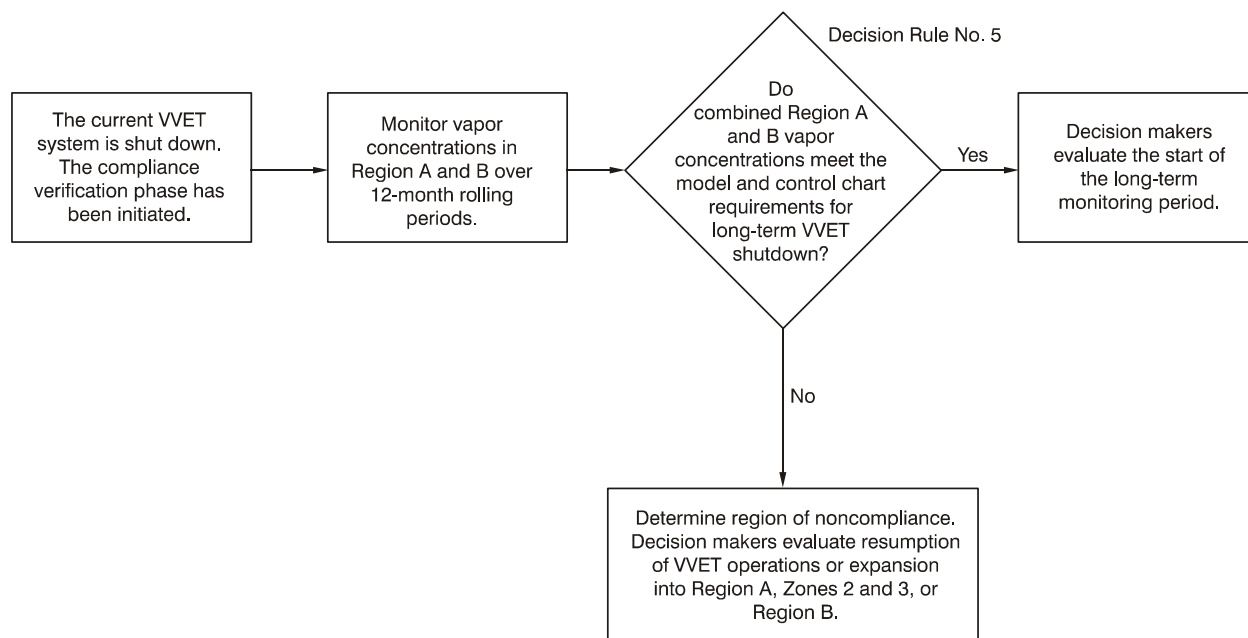 Decision Rule No. 5
The current VVET
system is shut down.
The compliance
verification phase has
been initiated.
Monitor vapor
concentrations in
Region A and B over
12-month rolling
periods.
Do
combined Region A
and B vapor
concentrations meet the
model and control chart
requirements for
long-term VVET
shutdown?
Yes
Decision makers
evaluate the start of
the long-term
monitoring period.
No
Determine region of noncompliance.
Decision makers evaluate resumption
of VVET operations or expansion
into Region A, Zones 2 and 3, or
Region B.